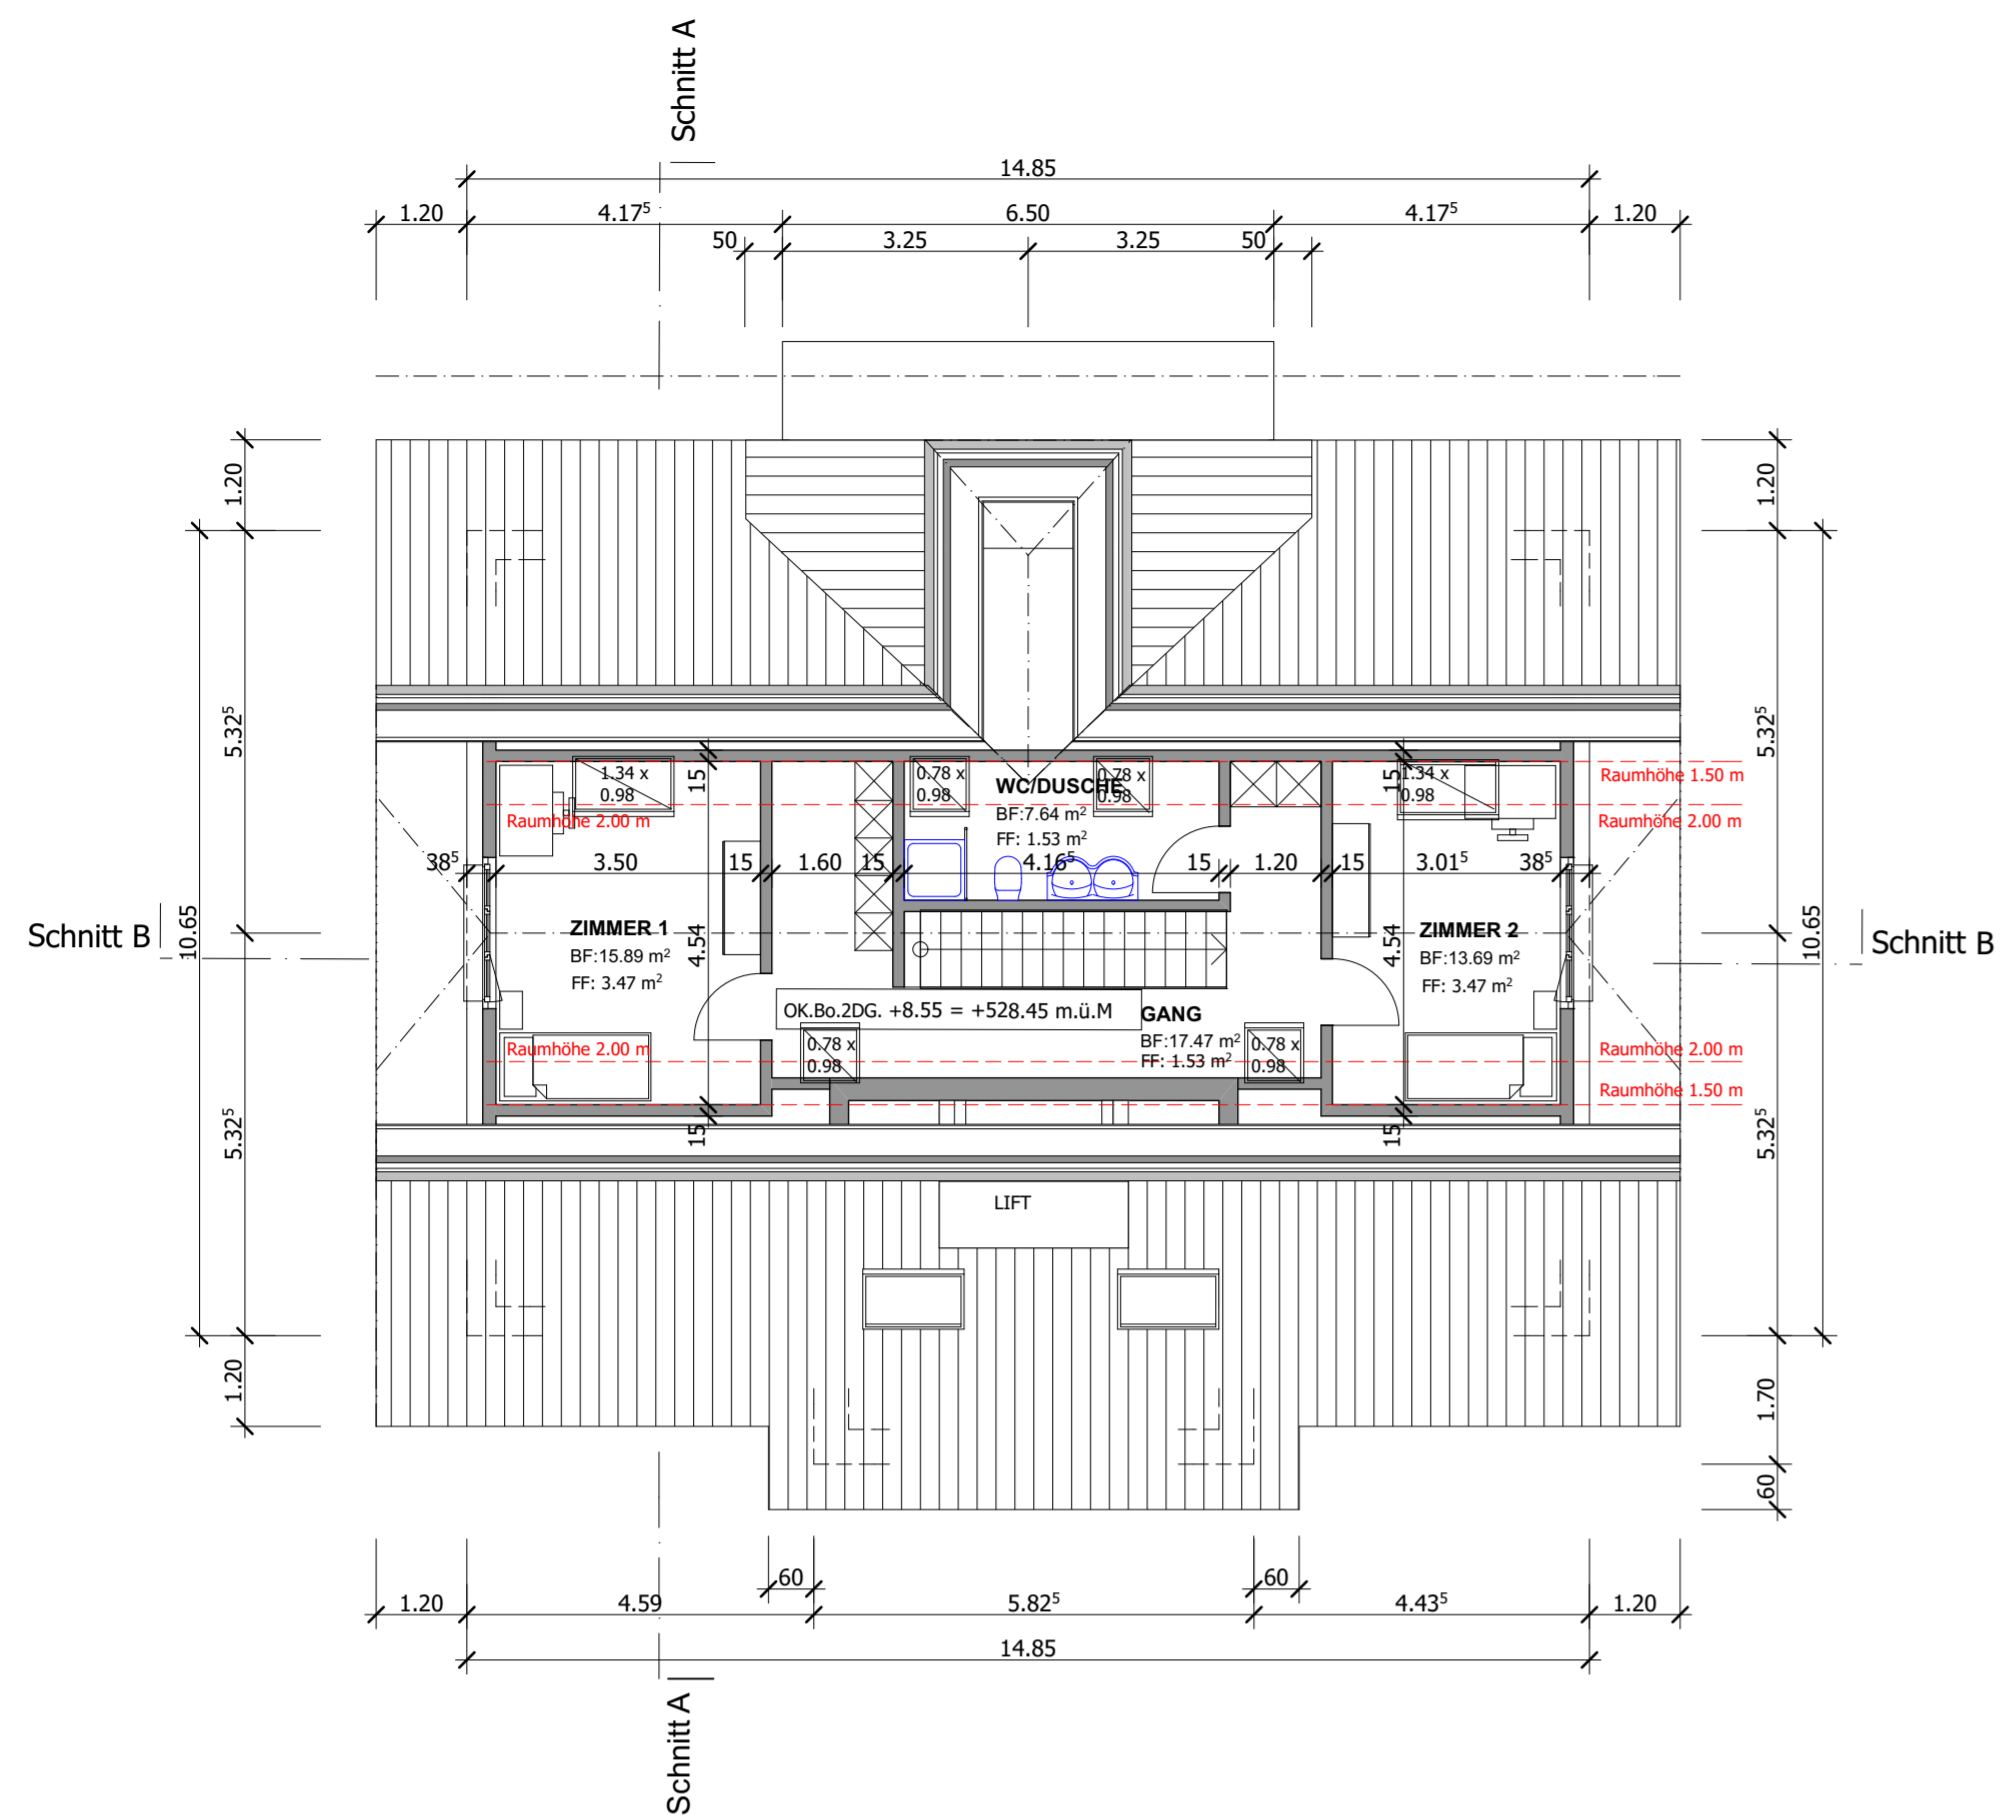 Schnitt A
14.85
1.20 4.17⁵ 6.50 4.17⁵ 1.20
50 3.25 3.25 50
1.20
1.20
5.32⁵
5.32⁵
15
1.34 x
0.98
0.78 x
0.98
WC/DUSCHE
BF:7.64 m²
FF: 1.53 m²
0.78 x
0.98
15
1.34 x
0.98
Raumhöhe 1.50 m
Raumhöhe 2.00 m
Raumhöhe 2.00 m
38⁵ 3.50 15 1.60 15 4.16⁵ 15 1.20 15 3.01⁵ 38⁵
Schnitt B
10.65
ZIMMER 1
BF:15.89 m²
FF: 3.47 m²
4.54
4.54
ZIMMER 2
BF:13.69 m²
FF: 3.47 m²
10.65
Schnitt B
OK.Bo.2DG. +8.55 = +528.45 m.ü.M
GANG
BF:17.47 m²
FF: 1.53 m²
Raumhöhe 2.00 m
0.78 x
0.98
0.78 x
0.98
Raumhöhe 2.00 m
Raumhöhe 1.50 m
5.32⁵
15
15
5.32⁵
LIFT
1.20
1.70
60
60 60
1.20 4.59 5.82⁵ 4.43⁵ 1.20
14.85
Schnitt A